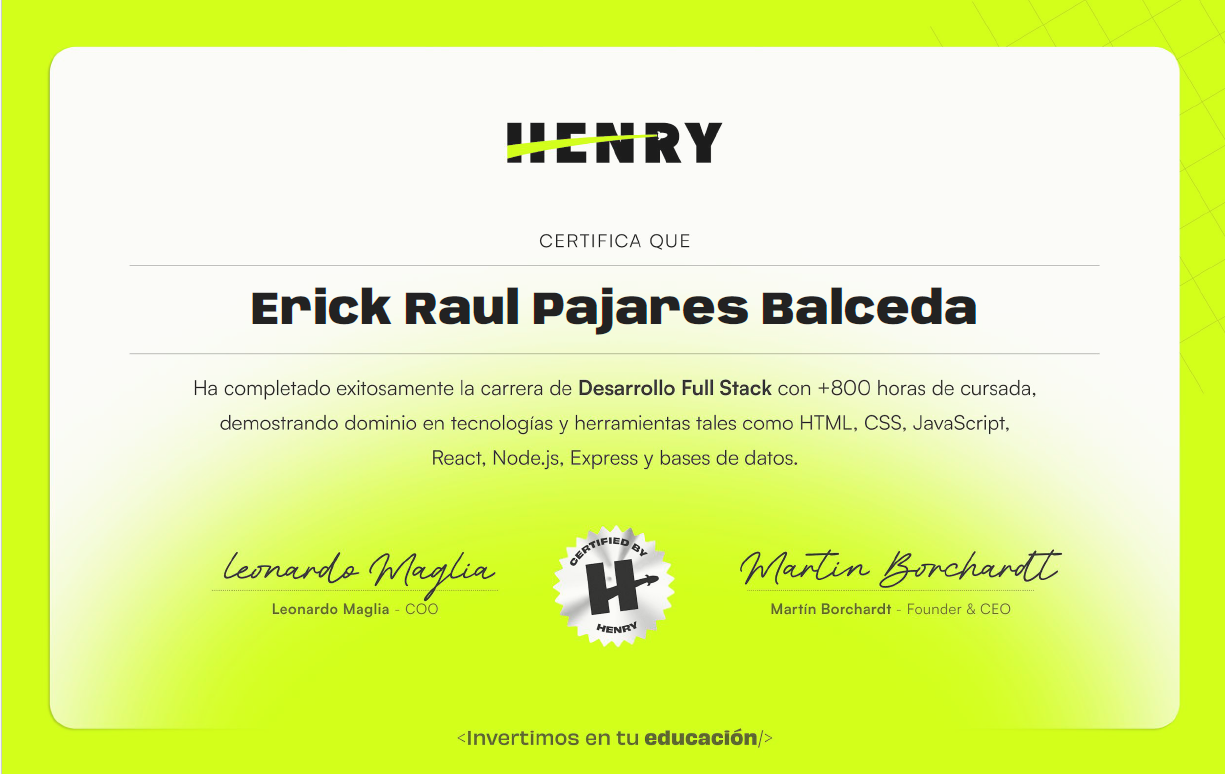 HENRY
CERTIFICA QUE
Erick Raul Pajares Balceda
Ha completado exitosamente la carrera de Desarrollo Full Stack con +800 horas de cursada,
demostrando dominio en tecnologías y herramientas tales como HTML, CSS, JavaScript,
React, Node.js, Express y bases de datos.
Leonardo Maglia
Leonardo Maglia - COO
CERTIFIED BY
H
HENRY
Martin Borchardt
Martín Borchardt - Founder & CEO
<Invertimos en tu educación/>